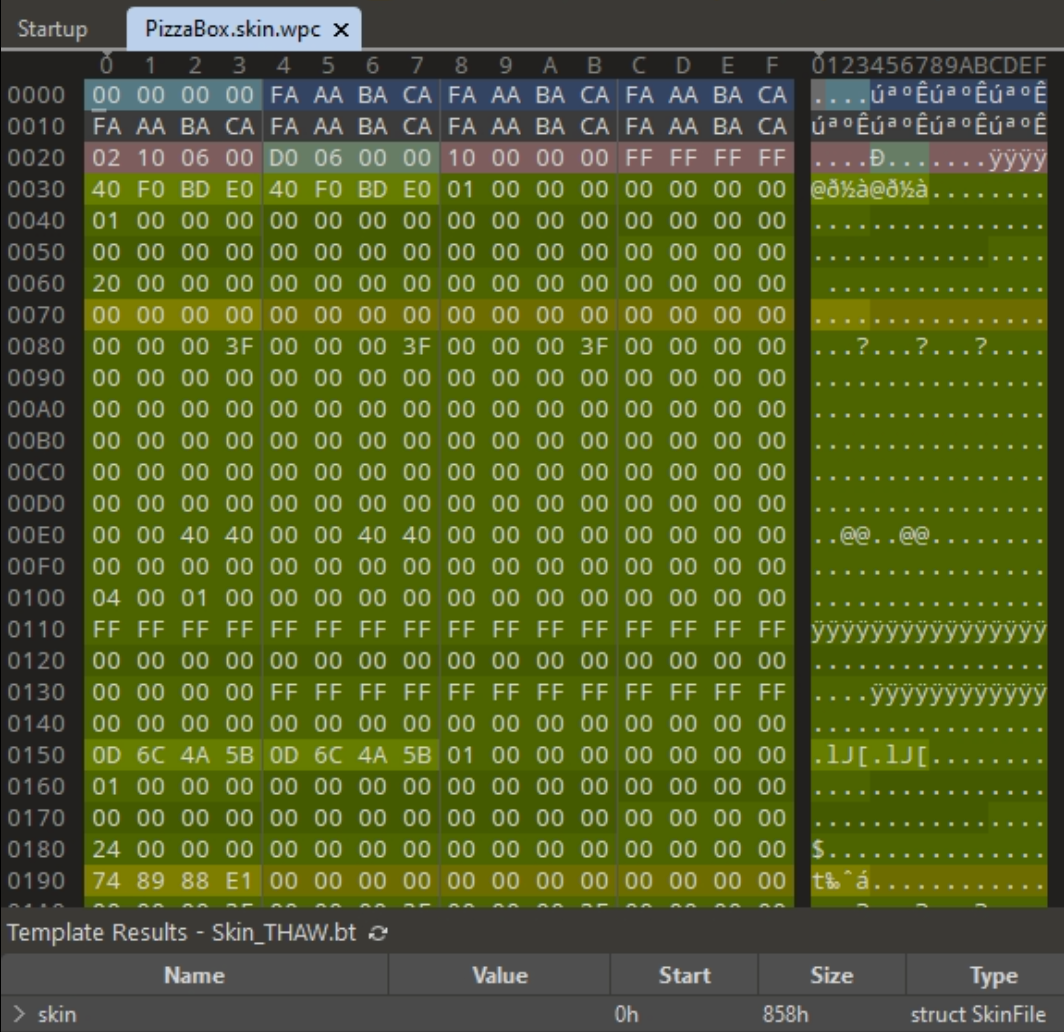 Startup PizzaBox.skin.wpc ×
0 1 2 3 4 5 6 7 8 9 A B C D E F 0123456789ABCDEF
0000 00 00 00 00 FA AA BA CA FA AA BA CA FA AA BA CA ....úªºÊúªºÊúªºÊ
0010 FA AA BA CA FA AA BA CA FA AA BA CA FA AA BA CA úªºÊúªºÊúªºÊúªºÊ
0020 02 10 06 00 D0 06 00 00 10 00 00 00 FF FF FF FF ....Ð.......ÿÿÿÿ
0030 40 F0 BD E0 40 F0 BD E0 01 00 00 00 00 00 00 00 @ð½à@ð½à........
0040 01 00 00 00 00 00 00 00 00 00 00 00 00 00 00 00 ................
0050 00 00 00 00 00 00 00 00 00 00 00 00 00 00 00 00 ................
0060 20 00 00 00 00 00 00 00 00 00 00 00 00 00 00 00  ...............
0070 00 00 00 00 00 00 00 00 00 00 00 00 00 00 00 00 ................
0080 00 00 00 3F 00 00 00 3F 00 00 00 3F 00 00 00 00 ...?...?...?....
0090 00 00 00 00 00 00 00 00 00 00 00 00 00 00 00 00 ................
00A0 00 00 00 00 00 00 00 00 00 00 00 00 00 00 00 00 ................
00B0 00 00 00 00 00 00 00 00 00 00 00 00 00 00 00 00 ................
00C0 00 00 00 00 00 00 00 00 00 00 00 00 00 00 00 00 ................
00D0 00 00 00 00 00 00 00 00 00 00 00 00 00 00 00 00 ................
00E0 00 00 40 40 00 00 40 40 00 00 00 00 00 00 00 00 ..@@..@@........
00F0 00 00 00 00 00 00 00 00 00 00 00 00 00 00 00 00 ................
0100 04 00 01 00 00 00 00 00 00 00 00 00 00 00 00 00 ................
0110 FF FF FF FF FF FF FF FF FF FF FF FF FF FF FF FF ÿÿÿÿÿÿÿÿÿÿÿÿÿÿÿÿ
0120 00 00 00 00 00 00 00 00 00 00 00 00 00 00 00 00 ................
0130 00 00 00 00 FF FF FF FF FF FF FF FF FF FF FF FF ....ÿÿÿÿÿÿÿÿÿÿÿÿ
0140 00 00 00 00 00 00 00 00 00 00 00 00 00 00 00 00 ................
0150 0D 6C 4A 5B 0D 6C 4A 5B 01 00 00 00 00 00 00 00 .lJ[.lJ[........
0160 01 00 00 00 00 00 00 00 00 00 00 00 00 00 00 00 ................
0170 00 00 00 00 00 00 00 00 00 00 00 00 00 00 00 00 ................
0180 24 00 00 00 00 00 00 00 00 00 00 00 00 00 00 00 $...............
0190 74 89 88 E1 00 00 00 00 00 00 00 00 00 00 00 00 t‰ˆá............
Template Results - Skin_THAW.bt
Name Value Start Size Type
> skin 0h 858h struct SkinFile